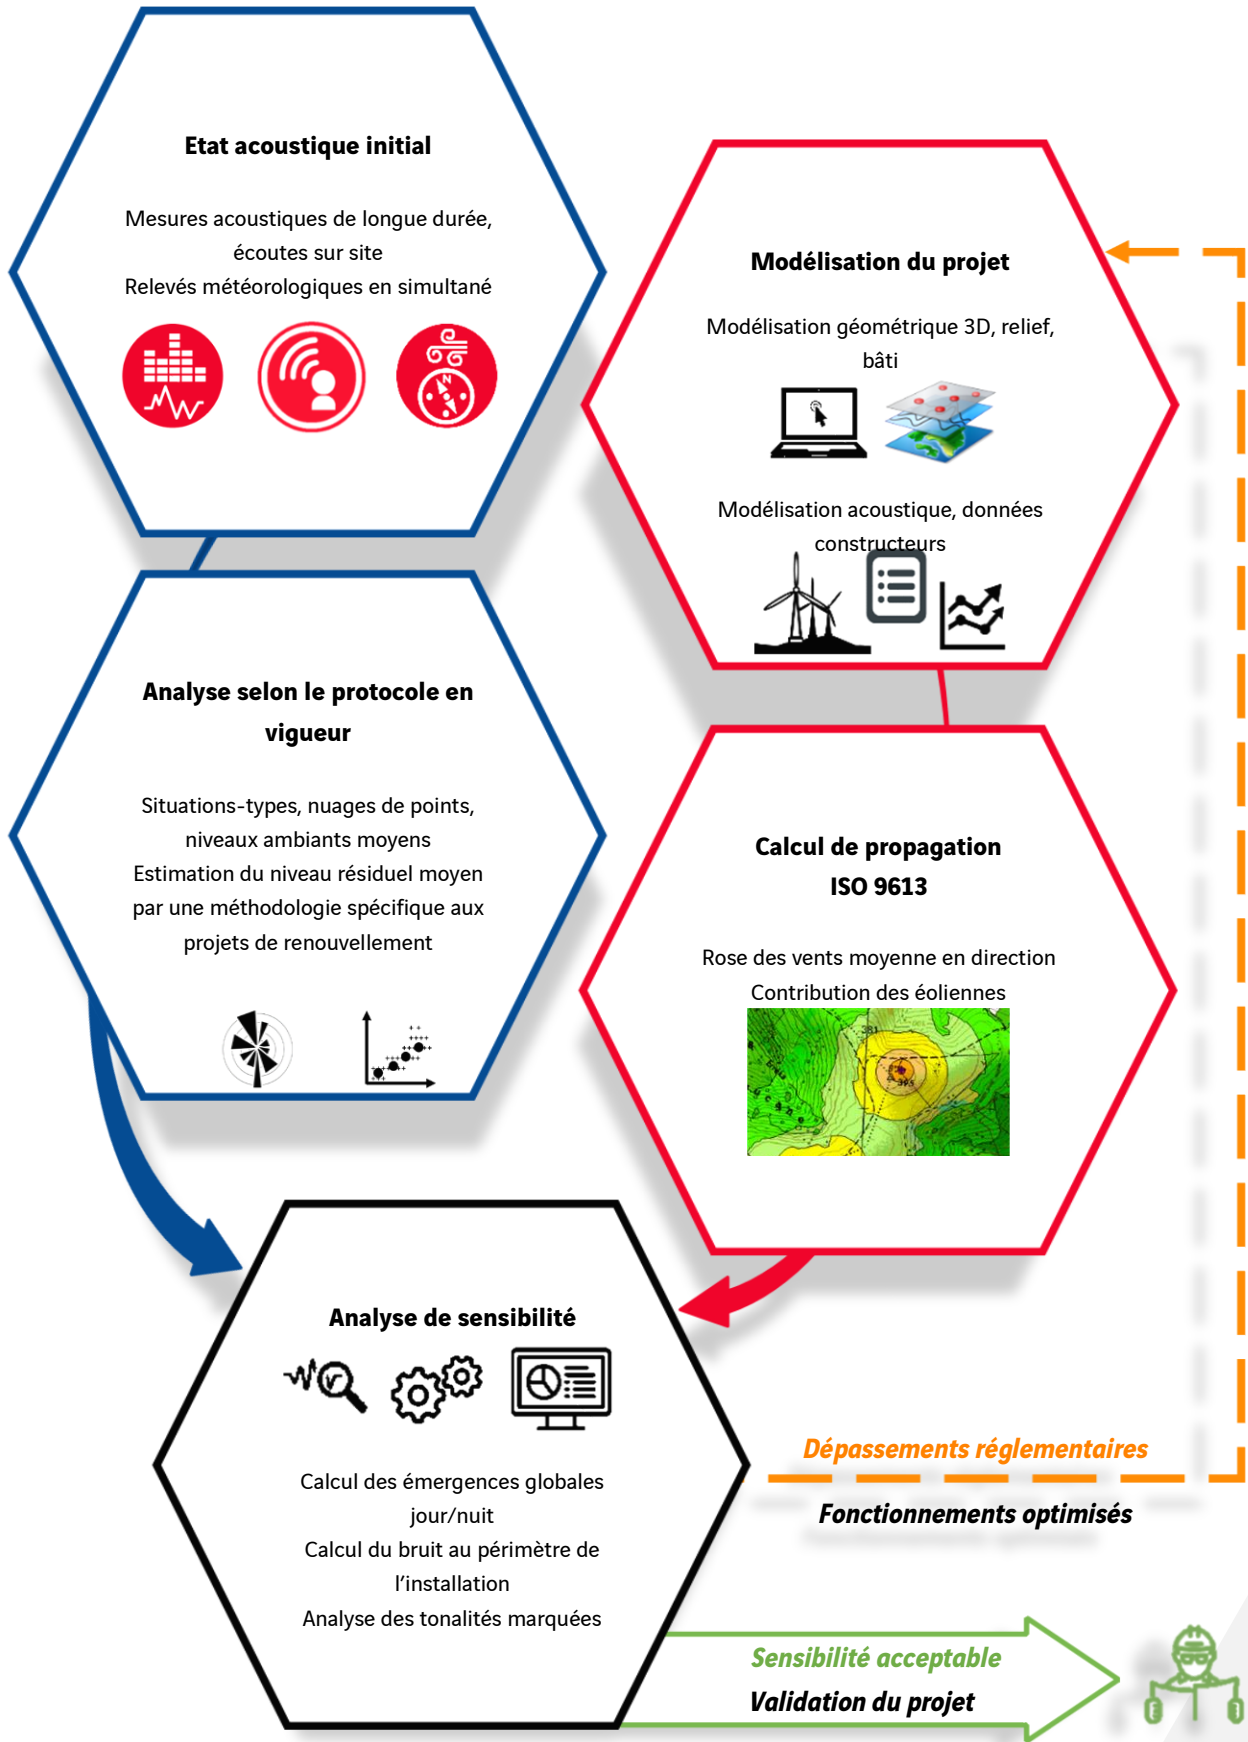 Etat acoustique initial
Mesures acoustiques de longue durée,
écoutes sur site
Relevés météorologiques en simultané
N
Analyse selon le protocole en
vigueur
Situations-types, nuages de points,
niveaux ambiants moyens
Estimation du niveau résiduel moyen
par une méthodologie spécifique aux
projets de renouvellement
Modélisation du projet
Modélisation géométrique 3D, relief,
bâti
Modélisation acoustique, données
constructeurs
Calcul de propagation
ISO 9613
Rose des vents moyenne en direction
Contribution des éoliennes
381
395
Analyse de sensibilité
Calcul des émergences globales
jour/nuit
Calcul du bruit au périmètre de
l'installation
Analyse des tonalités marquées
Dépassements réglementaires
Fonctionnements optimisés
Sensibilité acceptable
Validation du projet